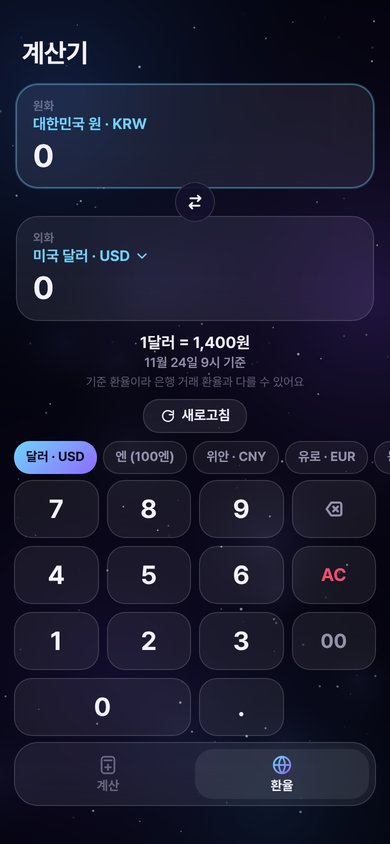 계산기
원화
대한민국 원 · KRW
0
외화
미국 달러 · USD
0
1달러 = 1,400원
11월 24일 9시 기준
기준 환율이라 은행 거래 환율과 다를 수 있어요
새로고침
달러 · USD 엔 (100엔) 위안 · CNY 유로 · EUR
7 8 9
4 5 6 AC
1 2 3 00
0 .
계산 환율